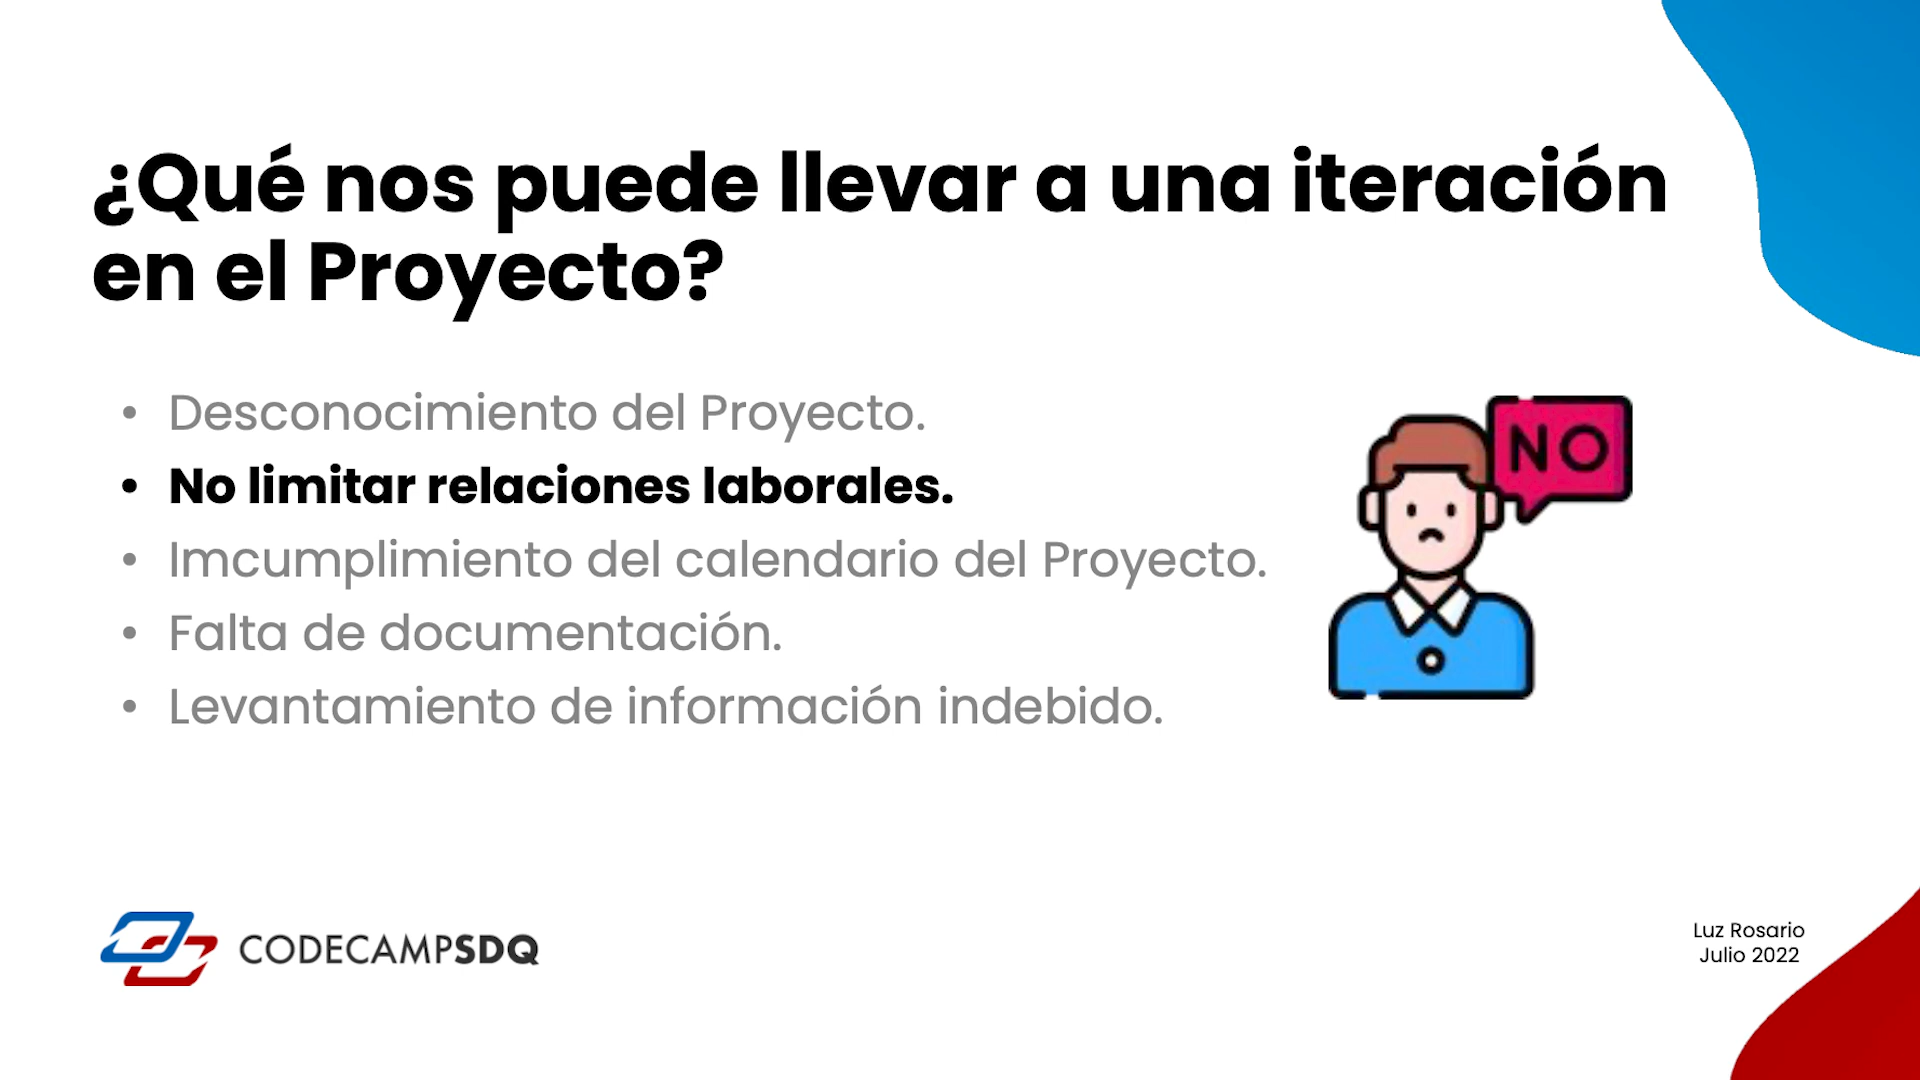 ¿Qué nos puede llevar a una iteración
en el Proyecto?
• Desconocimiento del Proyecto.
• No limitar relaciones laborales.
• Imcumplimiento del calendario del Proyecto.
• Falta de documentación.
• Levantamiento de información indebido.
NO
CODECAMPSDQ
Luz Rosario
Julio 2022